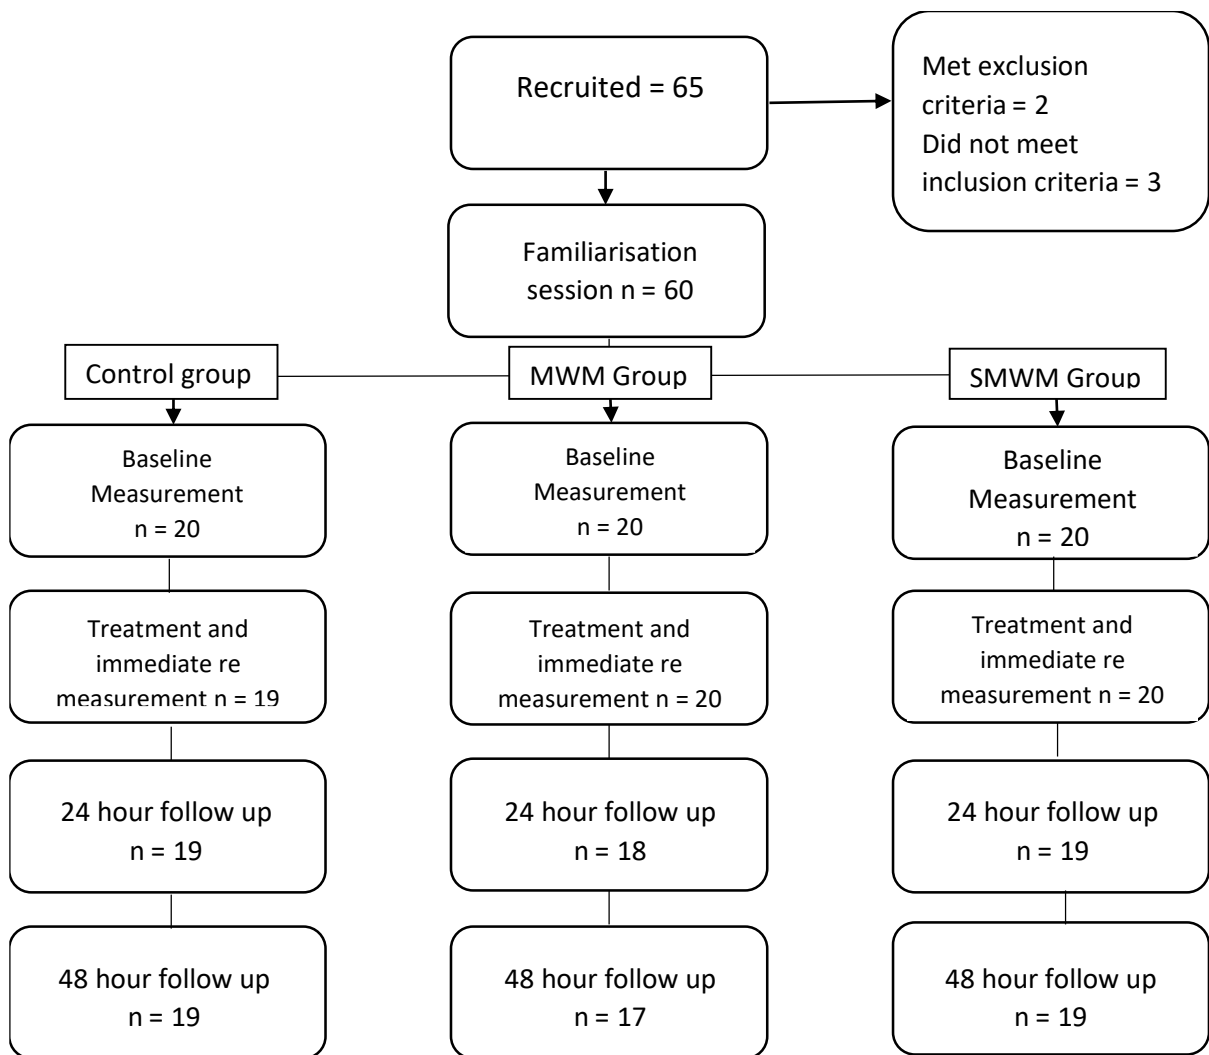 Recruited = 65
Met exclusion
criteria = 2
Did not meet
inclusion criteria = 3
Familiarisation
session n = 60
Control group
MWM Group
SMWM Group
Baseline
Measurement
n = 20
Baseline
Measurement
n = 20
Baseline
Measurement
n = 20
Treatment and
immediate re
measurement n = 19
Treatment and
immediate re
measurement n = 20
Treatment and
immediate re
measurement n = 20
24 hour follow up
n = 19
24 hour follow up
n = 18
24 hour follow up
n = 19
48 hour follow up
n = 19
48 hour follow up
n = 17
48 hour follow up
n = 19